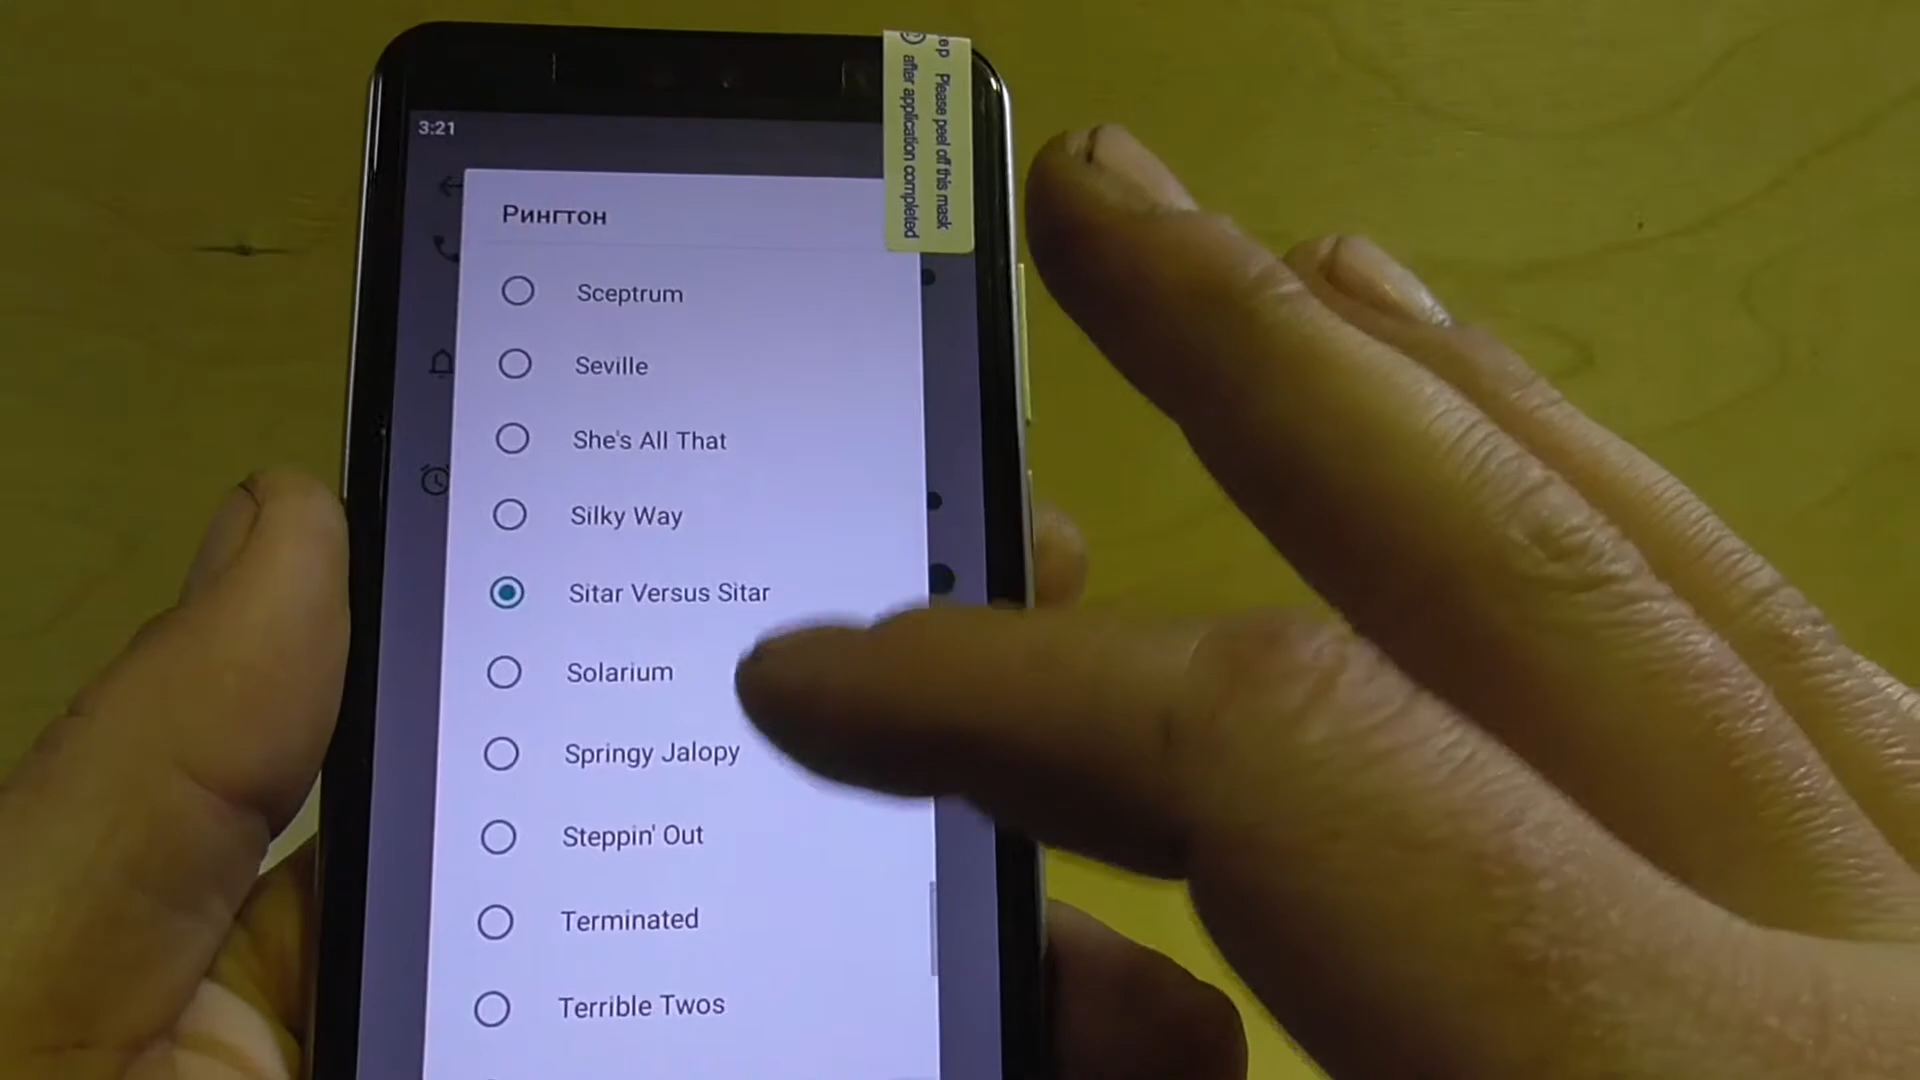 Please peel off this mask
after application completed
3:21
Рингтон
Sceptrum
Seville
She's All That
Silky Way
Sitar Versus Sitar
Solarium
Springy Jalopy
Steppin' Out
Terminated
Terrible Twos